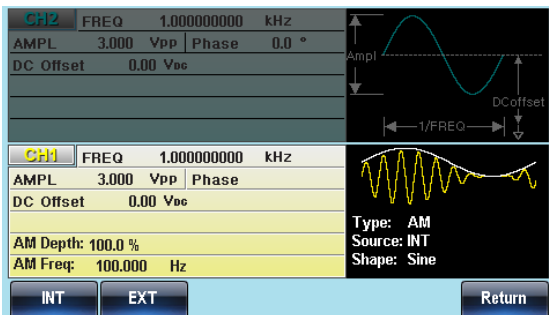 CH2 FREQ 1.000000000 kHz
AMPL 3.000 Vpp Phase 0.0 °
DC Offset 0.00 VDC
Ampl
DCoffset
1/FREQ
CH1 FREQ 1.000000000 kHz
AMPL 3.000 Vpp Phase
DC Offset 0.00 VDC
AM Depth: 100.0 %
AM Freq: 100.000 Hz
Type: AM
Source: INT
Shape: Sine
INT EXT Return